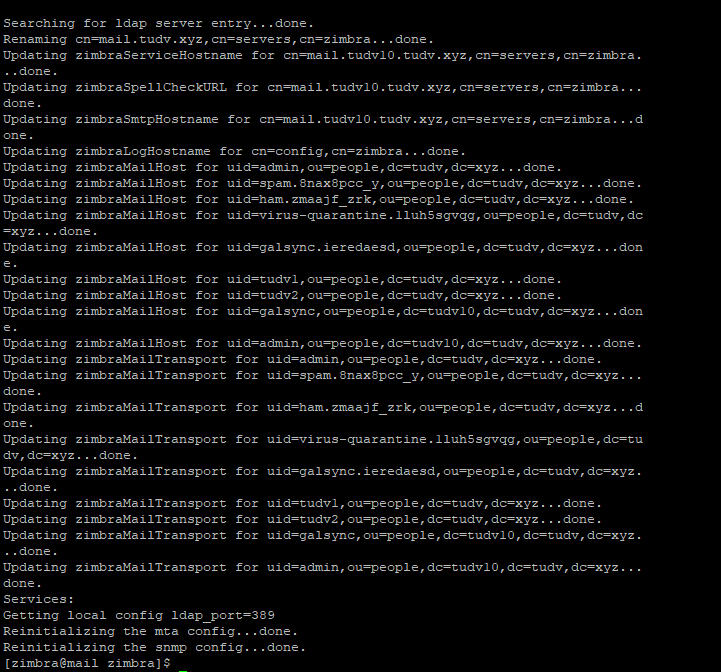 Searching for ldap server entry...done.
Renaming cn=mail.tudv.xyz,cn=servers,cn=zimbra...done.
Updating zimbraServiceHostname for cn=mail.tudv10.tudv.xyz,cn=servers,cn=zimbra.
..done.
Updating zimbraSpellCheckURL for cn=mail.tudv10.tudv.xyz,cn=servers,cn=zimbra...
done.
Updating zimbraSmtpHostname for cn=mail.tudv10.tudv.xyz,cn=servers,cn=zimbra...d
one.
Updating zimbraLogHostname for cn=config,cn=zimbra...done.
Updating zimbraMailHost for uid=admin,ou=people,dc=tudv,dc=xyz...done.
Updating zimbraMailHost for uid=spam.8nax8pcc_y,ou=people,dc=tudv,dc=xyz...done.
Updating zimbraMailHost for uid=ham.zmaajf_zrk,ou=people,dc=tudv,dc=xyz...done.
Updating zimbraMailHost for uid=virus-quarantine.lluh5sgvqg,ou=people,dc=tudv,dc
=xyz...done.
Updating zimbraMailHost for uid=galsync.ieredaesd,ou=people,dc=tudv,dc=xyz...don
e.
Updating zimbraMailHost for uid=tudv1,ou=people,dc=tudv,dc=xyz...done.
Updating zimbraMailHost for uid=tudv2,ou=people,dc=tudv,dc=xyz...done.
Updating zimbraMailHost for uid=galsync,ou=people,dc=tudv10,dc=tudv,dc=xyz...don
e.
Updating zimbraMailHost for uid=admin,ou=people,dc=tudv10,dc=tudv,dc=xyz...done.
Updating zimbraMailTransport for uid=admin,ou=people,dc=tudv,dc=xyz...done.
Updating zimbraMailTransport for uid=spam.8nax8pcc_y,ou=people,dc=tudv,dc=xyz...
done.
Updating zimbraMailTransport for uid=ham.zmaajf_zrk,ou=people,dc=tudv,dc=xyz...d
one.
Updating zimbraMailTransport for uid=virus-quarantine.lluh5sgvqg,ou=people,dc=tu
dv,dc=xyz...done.
Updating zimbraMailTransport for uid=galsync.ieredaesd,ou=people,dc=tudv,dc=xyz.
..done.
Updating zimbraMailTransport for uid=tudv1,ou=people,dc=tudv,dc=xyz...done.
Updating zimbraMailTransport for uid=tudv2,ou=people,dc=tudv,dc=xyz...done.
Updating zimbraMailTransport for uid=galsync,ou=people,dc=tudv10,dc=tudv,dc=xyz.
..done.
Updating zimbraMailTransport for uid=admin,ou=people,dc=tudv10,dc=tudv,dc=xyz...
done.
Services:
Getting local config ldap_port=389
Reinitializing the mta config...done.
Reinitializing the snmp config...done.
[zimbra@mail zimbra]$